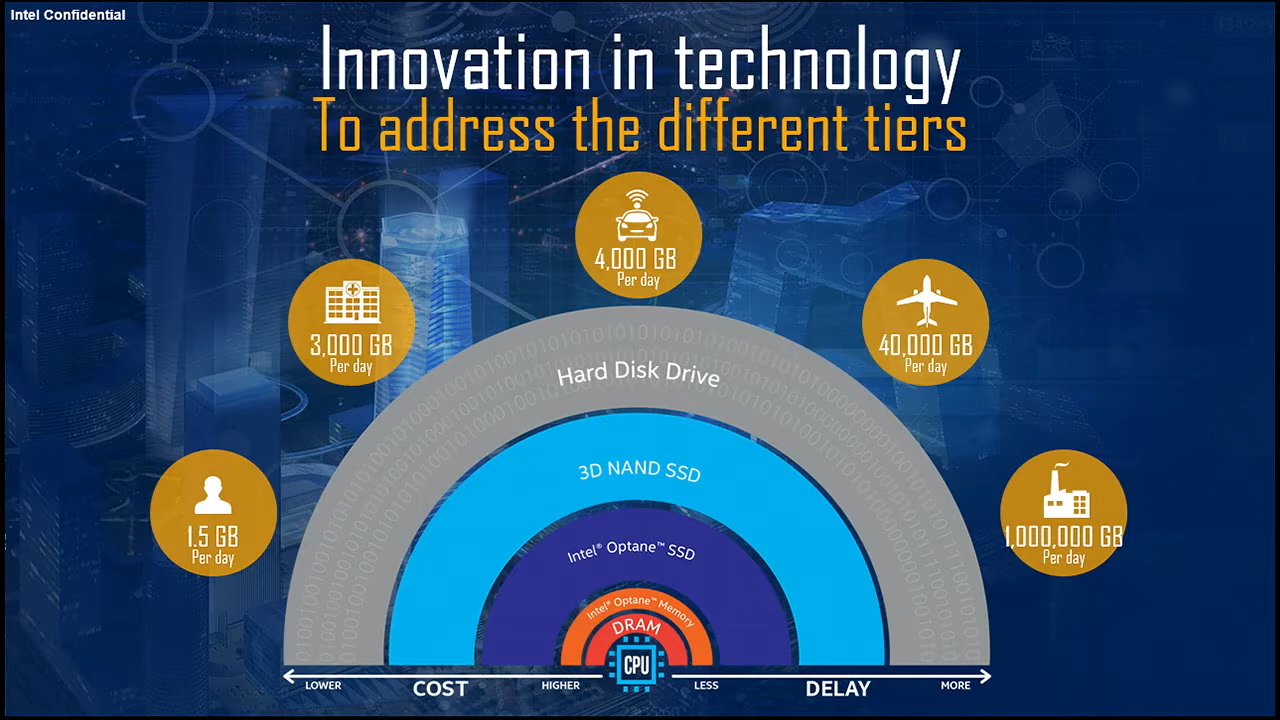 Intel Confidential
Innovation in technology
To address the different tiers
4,000 GB
Per day
3,000 GB
Per day
40,000 GB
Per day
1.5 GB
Per day
1,000,000 GB
Per day
Hard Disk Drive
3D NAND SSD
Intel® Optane™ SSD
Intel® Optane™ Memory
DRAM
CPU
LOWER COST HIGHER LESS DELAY MORE